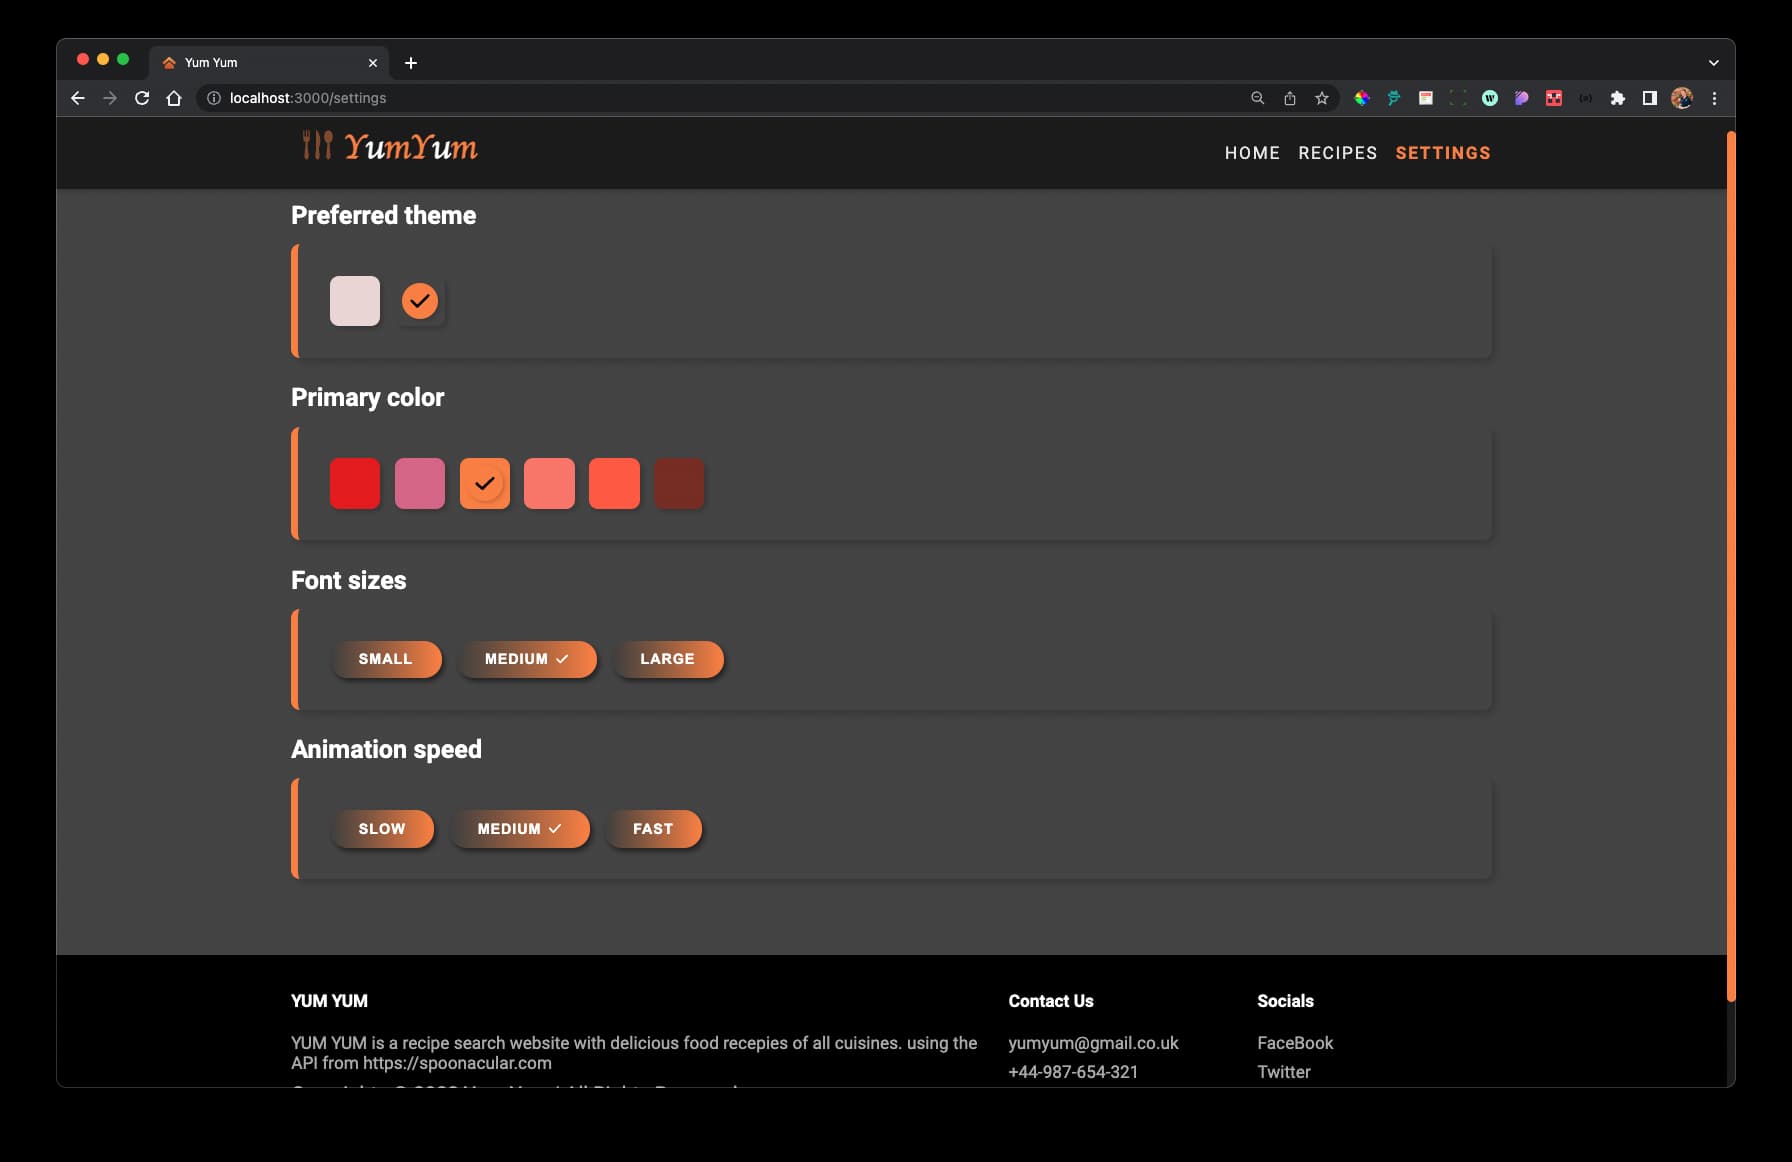 Yum Yum
localhost:3000/settings
YumYum
HOME RECIPES SETTINGS
Preferred theme
Primary color
Font sizes
SMALL MEDIUM LARGE
Animation speed
SLOW MEDIUM FAST
YUM YUM
YUM YUM is a recipe search website with delicious food recepies of all cuisines. using the
API from https://spoonacular.com
Contact Us
yumyum@gmail.co.uk
+44-987-654-321
Socials
FaceBook
Twitter